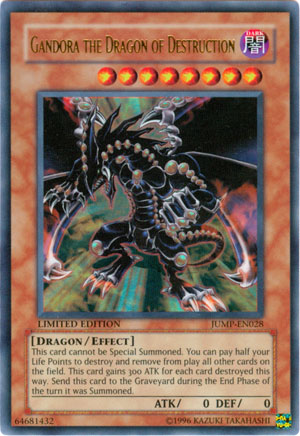 GANDORA THE DRAGON OF DESTRUCTION
DARK
闇
LIMITED EDITION
JUMP-EN028
[DRAGON / EFFECT]
This card cannot be Special Summoned. You can pay half your
Life Points to destroy and remove from play all other cards on
the field. This card gains 300 ATK for each card destroyed this
way. Send this card to the Graveyard during the End Phase of
the turn it was Summoned.
ATK/ 0 DEF/ 0
64681432
©1996 KAZUKI TAKAHASHI